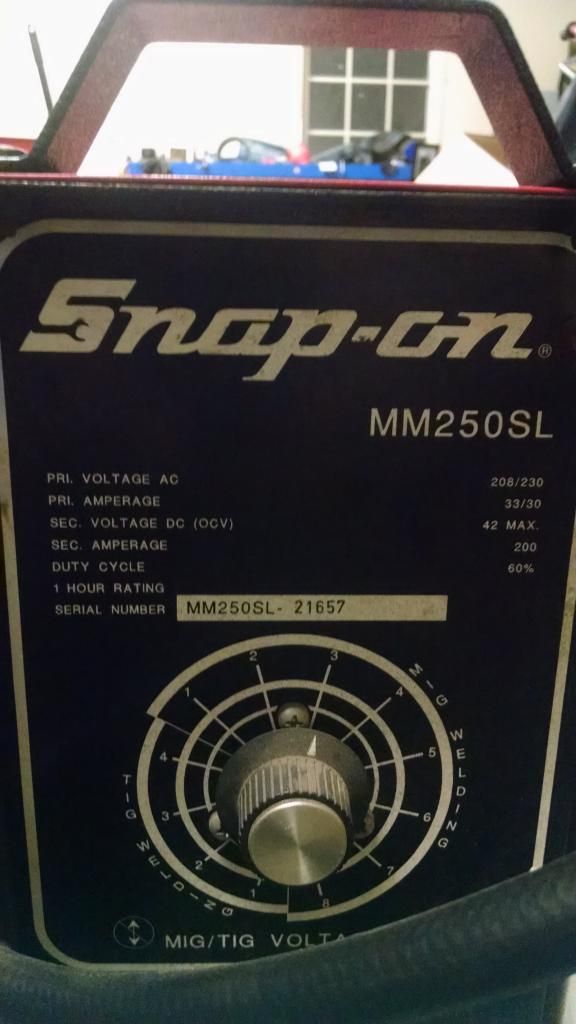 Snap-on®
MM250SL
PRI. VOLTAGE AC 208/230
PRI. AMPERAGE 33/30
SEC. VOLTAGE DC (OCV) 42 MAX.
SEC. AMPERAGE 200
DUTY CYCLE 60%
1 HOUR RATING
SERIAL NUMBER MM250SL- 21657
1 2 3 4 5 6 7 8
MIG WELDING
4 3 2 1
TIG WELDING
MIG/TIG